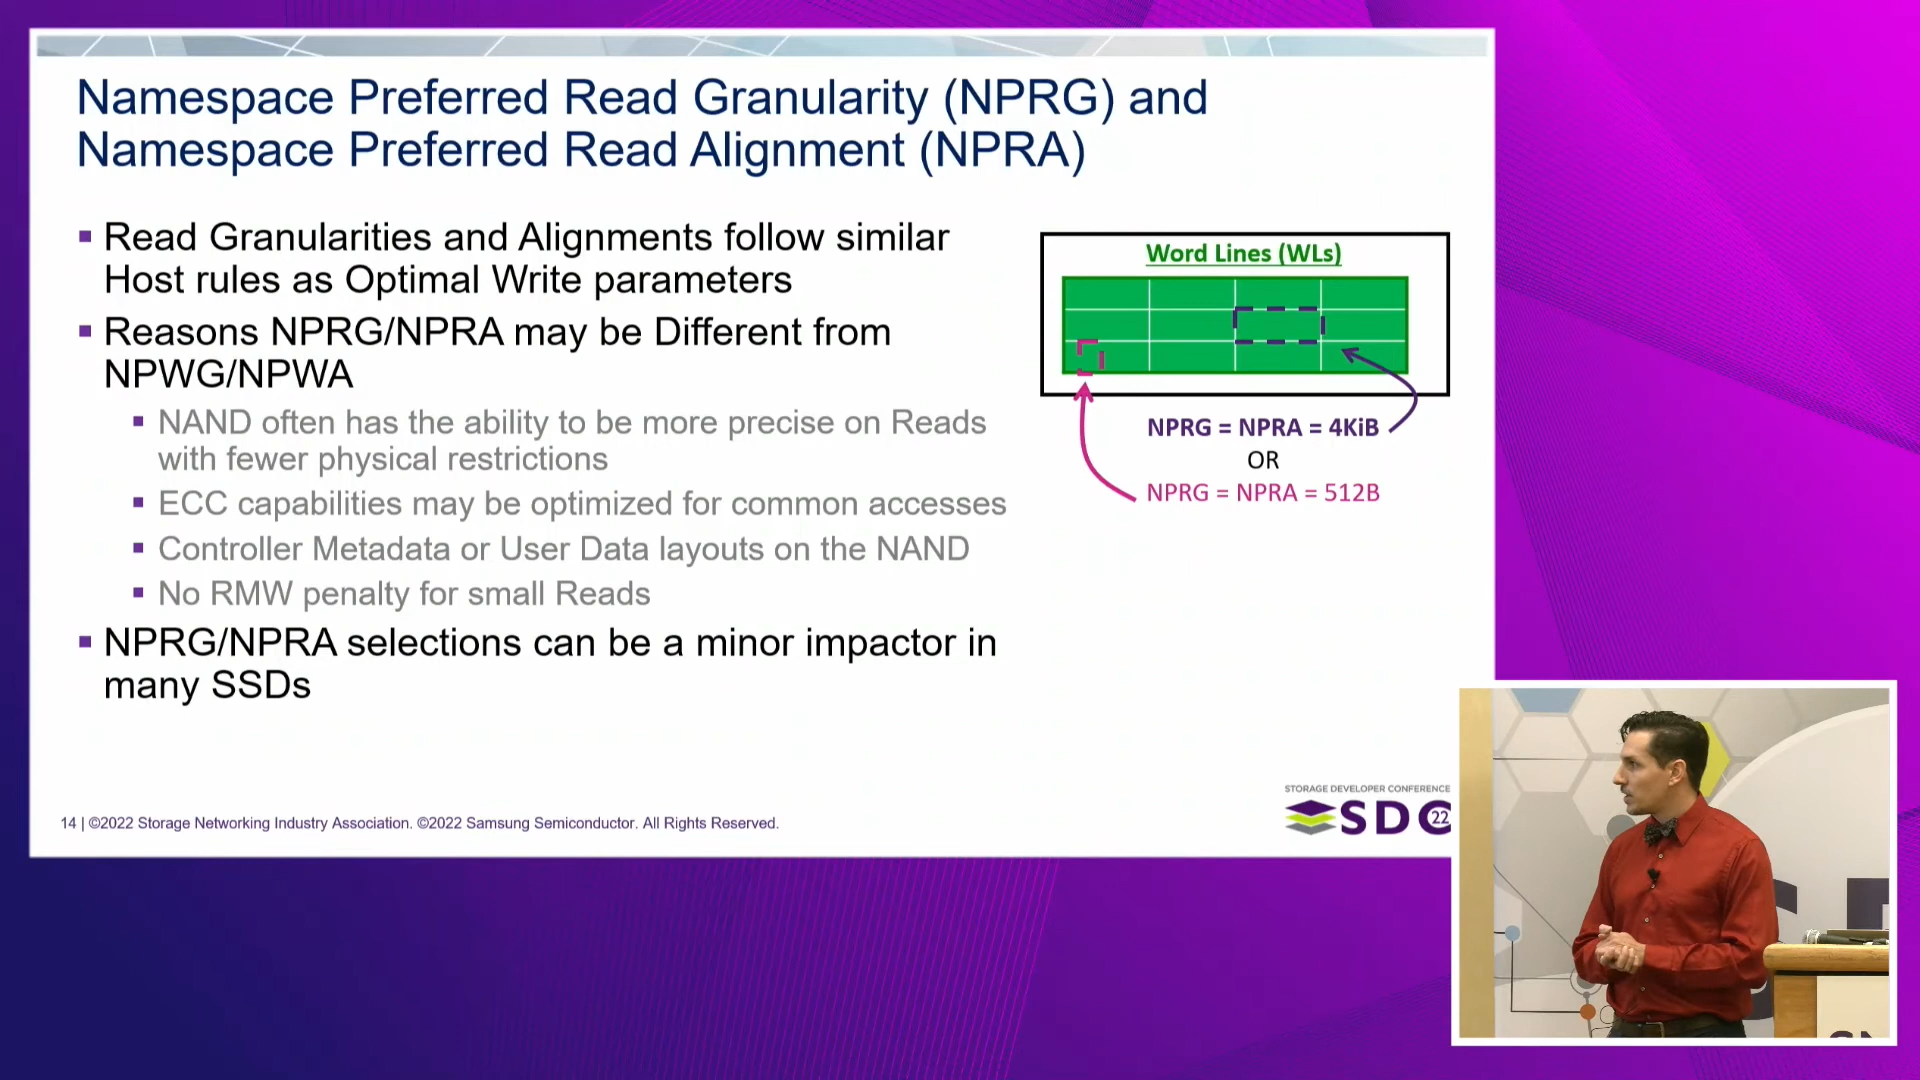 Namespace Preferred Read Granularity (NPRG) and
Namespace Preferred Read Alignment (NPRA)
▪ Read Granularities and Alignments follow similar
Host rules as Optimal Write parameters
▪ Reasons NPRG/NPRA may be Different from
NPWG/NPWA
▪ NAND often has the ability to be more precise on Reads
with fewer physical restrictions
▪ ECC capabilities may be optimized for common accesses
▪ Controller Metadata or User Data layouts on the NAND
▪ No RMW penalty for small Reads
▪ NPRG/NPRA selections can be a minor impactor in
many SSDs
Word Lines (WLs)
NPRG = NPRA = 4KiB
OR
NPRG = NPRA = 512B
14 | ©2022 Storage Networking Industry Association. ©2022 Samsung Semiconductor. All Rights Reserved.
STORAGE DEVELOPER CONFERENCE
SDC 22